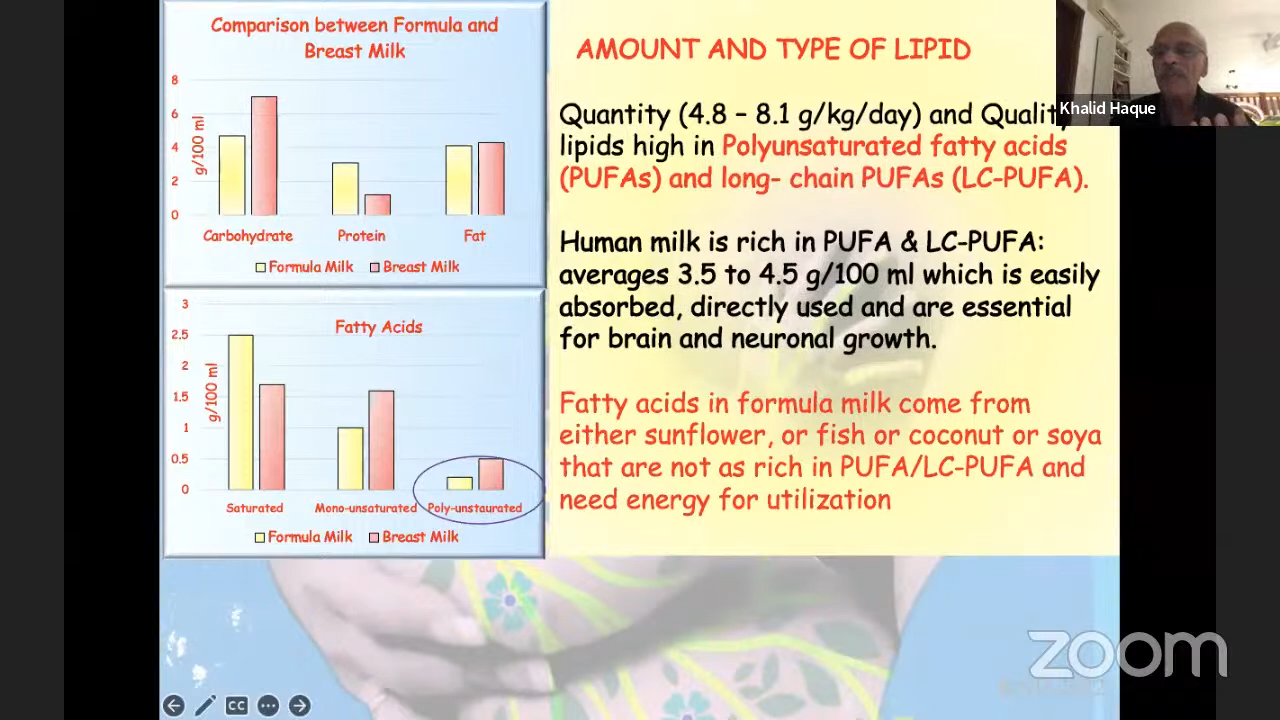 Comparison between Formula and
Breast Milk
8
6
4
2
0
g/100 ml
Carbohydrate
Protein
Fat
Formula Milk
Breast Milk
Fatty Acids
3
2.5
2
1.5
1
0.5
0
g/100 ml
Saturated
Mono-unsaturated
Poly-unstaurated
Formula Milk
Breast Milk
AMOUNT AND TYPE OF LIPID
Quantity (4.8 – 8.1 g/kg/day) and
lipids high in Polyunsaturated fatty acids
(PUFAs) and long- chain PUFAs (LC-PUFA).
Human milk is rich in PUFA & LC-PUFA:
averages 3.5 to 4.5 g/100 ml which is easily
absorbed, directly used and are essential
for brain and neuronal growth.
Fatty acids in formula milk come from
either sunflower, or fish or coconut or soya
that are not as rich in PUFA/LC-PUFA and
need energy for utilization
Khalid Haque
CC
zoom